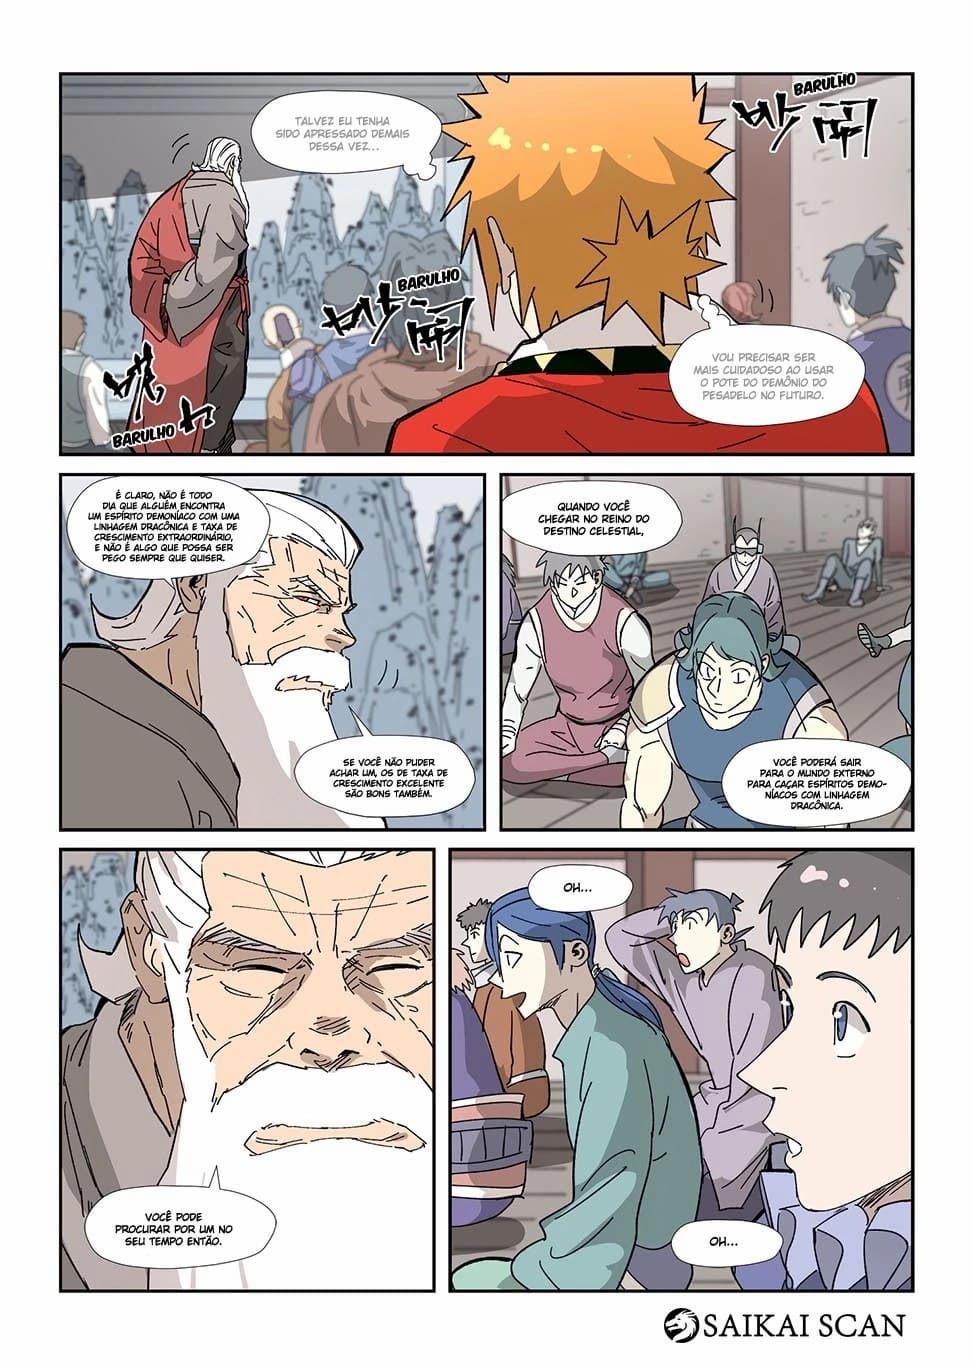 TALVEZ EU TENHA
SIDO APRESSADO DEMAIS
DESSA VEZ...
BARULHO
BARULHO
BARULHO
VOU PRECISAR SER
MAIS CUIDADOSO AO USAR
O POTE DO DEMÔNIO DO
PESADELO NO FUTURO.
É CLARO, NÃO É TODO
DIA QUE ALGUÉM ENCONTRA
UM ESPÍRITO DEMONÍACO COM UMA
LINHAGEM DRACÔNICA E TAXA DE
CRESCIMENTO EXTRAORDINÁRIO,
E NÃO É ALGO QUE POSSA SER
PEGO SEMPRE QUE QUISER.
SE VOCÊ NÃO PUDER
ACHAR UM, OS DE TAXA DE
CRESCIMENTO EXCELENTE
SÃO BONS TAMBÉM.
QUANDO VOCÊ
CHEGAR NO REINO DO
DESTINO CELESTIAL,
VOCÊ PODERÁ SAIR
PARA O MUNDO EXTERNO
PARA CAÇAR ESPÍRITOS DEMO-
NÍACOS COM LINHAGEM
DRACÔNICA.
VOCÊ PODE
PROCURAR POR UM NO
SEU TEMPO ENTÃO.
OH...
OH...
SAIKAI SCAN